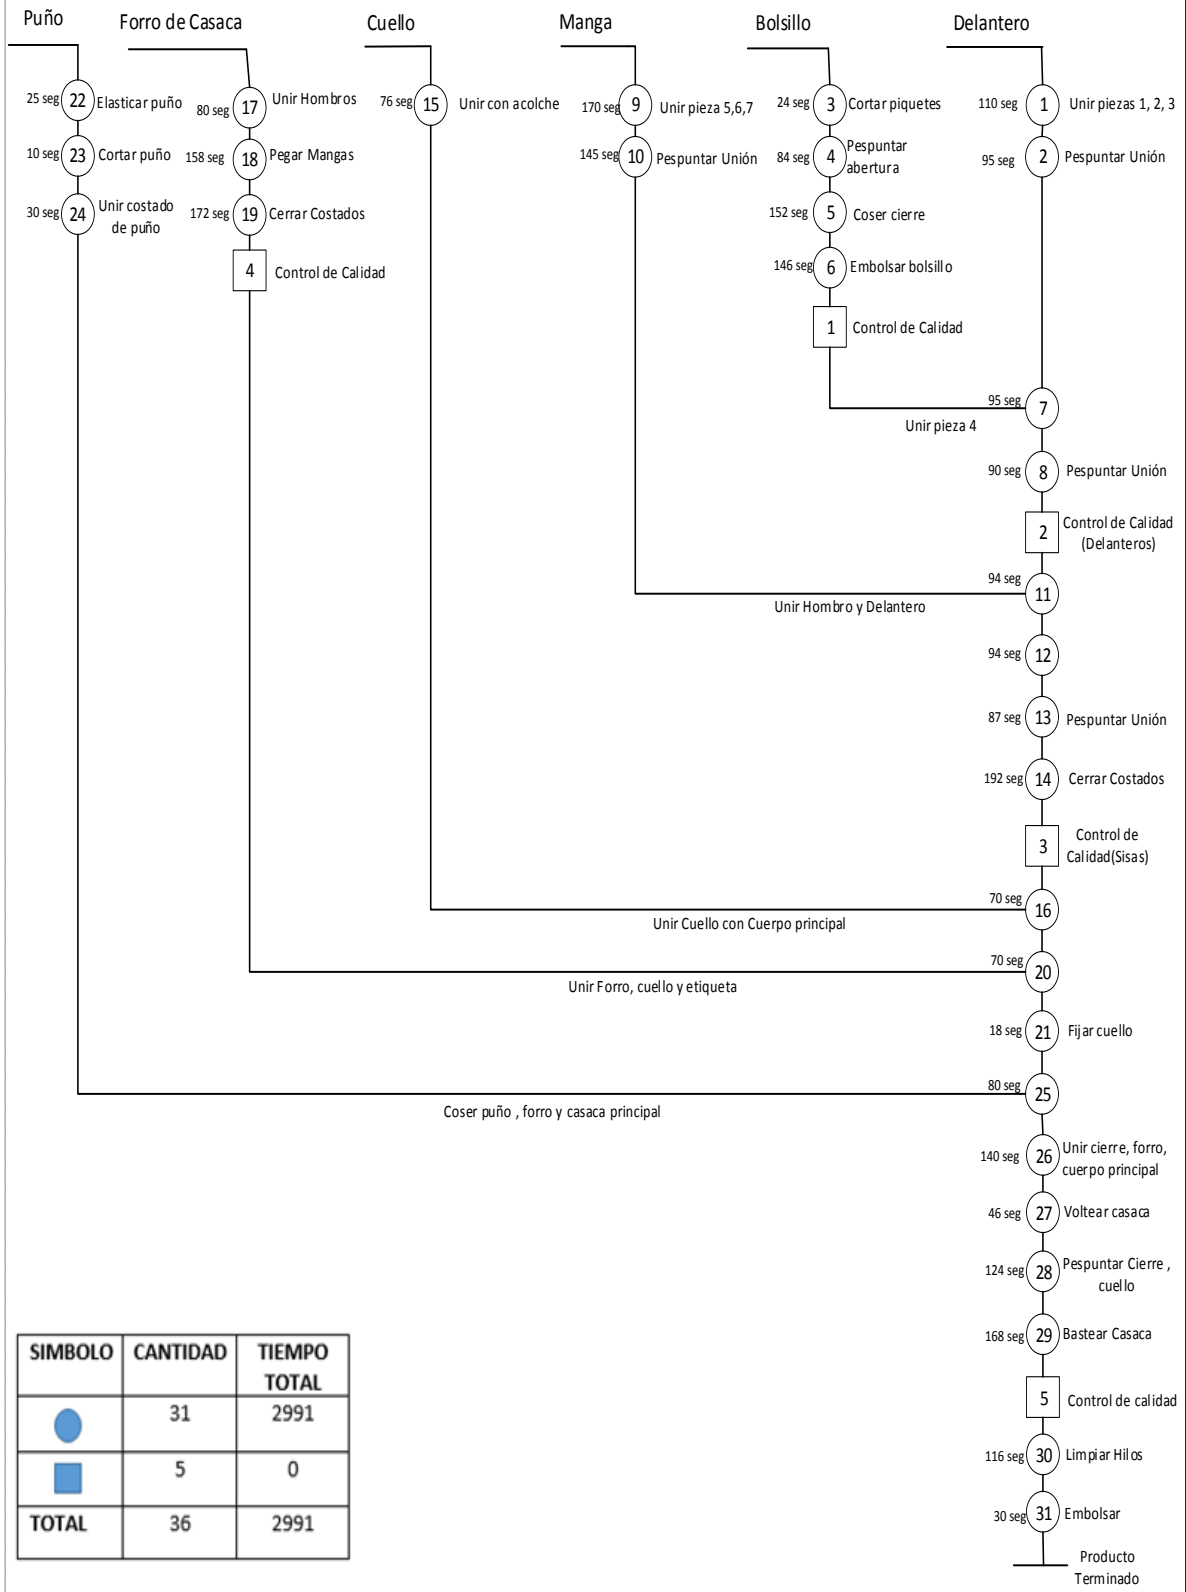 Puño
Forro de Casaca
Cuello
Manga
Bolsillo
Delantero
25 seg 22 Elasticar puño
10 seg 23 Cortar puño
30 seg 24 Unir costado
de puño
80 seg 17 Unir Hombros
158 seg 18 Pegar Mangas
172 seg 19 Cerrar Costados
4 Control de Calidad
76 seg 15 Unir con acolche
170 seg 9 Unir pieza 5,6,7
145 seg 10 Pespuntar Unión
24 seg 3 Cortar piquetes
84 seg 4 Pespuntar
abertura
152 seg 5 Coser cierre
146 seg 6 Embolsar bolsillo
1 Control de Calidad
110 seg 1 Unir piezas 1, 2, 3
95 seg 2 Pespuntar Unión
95 seg 7
Unir pieza 4
90 seg 8 Pespuntar Unión
2 Control de Calidad
(Delanteros)
94 seg 11
Unir Hombro y Delantero
94 seg 12
87 seg 13 Pespuntar Unión
192 seg 14 Cerrar Costados
3 Control de
Calidad(Sisas)
70 seg 16
Unir Cuello con Cuerpo principal
70 seg 20
Unir Forro, cuello y etiqueta
18 seg 21 Fijar cuello
80 seg 25
Coser puño , forro y casaca principal
140 seg 26 Unir cierre, forro,
cuerpo principal
46 seg 27 Voltear casaca
124 seg 28 Pespuntar Cierre ,
cuello
168 seg 29 Bastear Casaca
5 Control de calidad
116 seg 30 Limpiar Hilos
30 seg 31 Embolsar
Producto
Terminado
SIMBOLO CANTIDAD TIEMPO
TOTAL
31 2991
5 0
TOTAL 36 2991